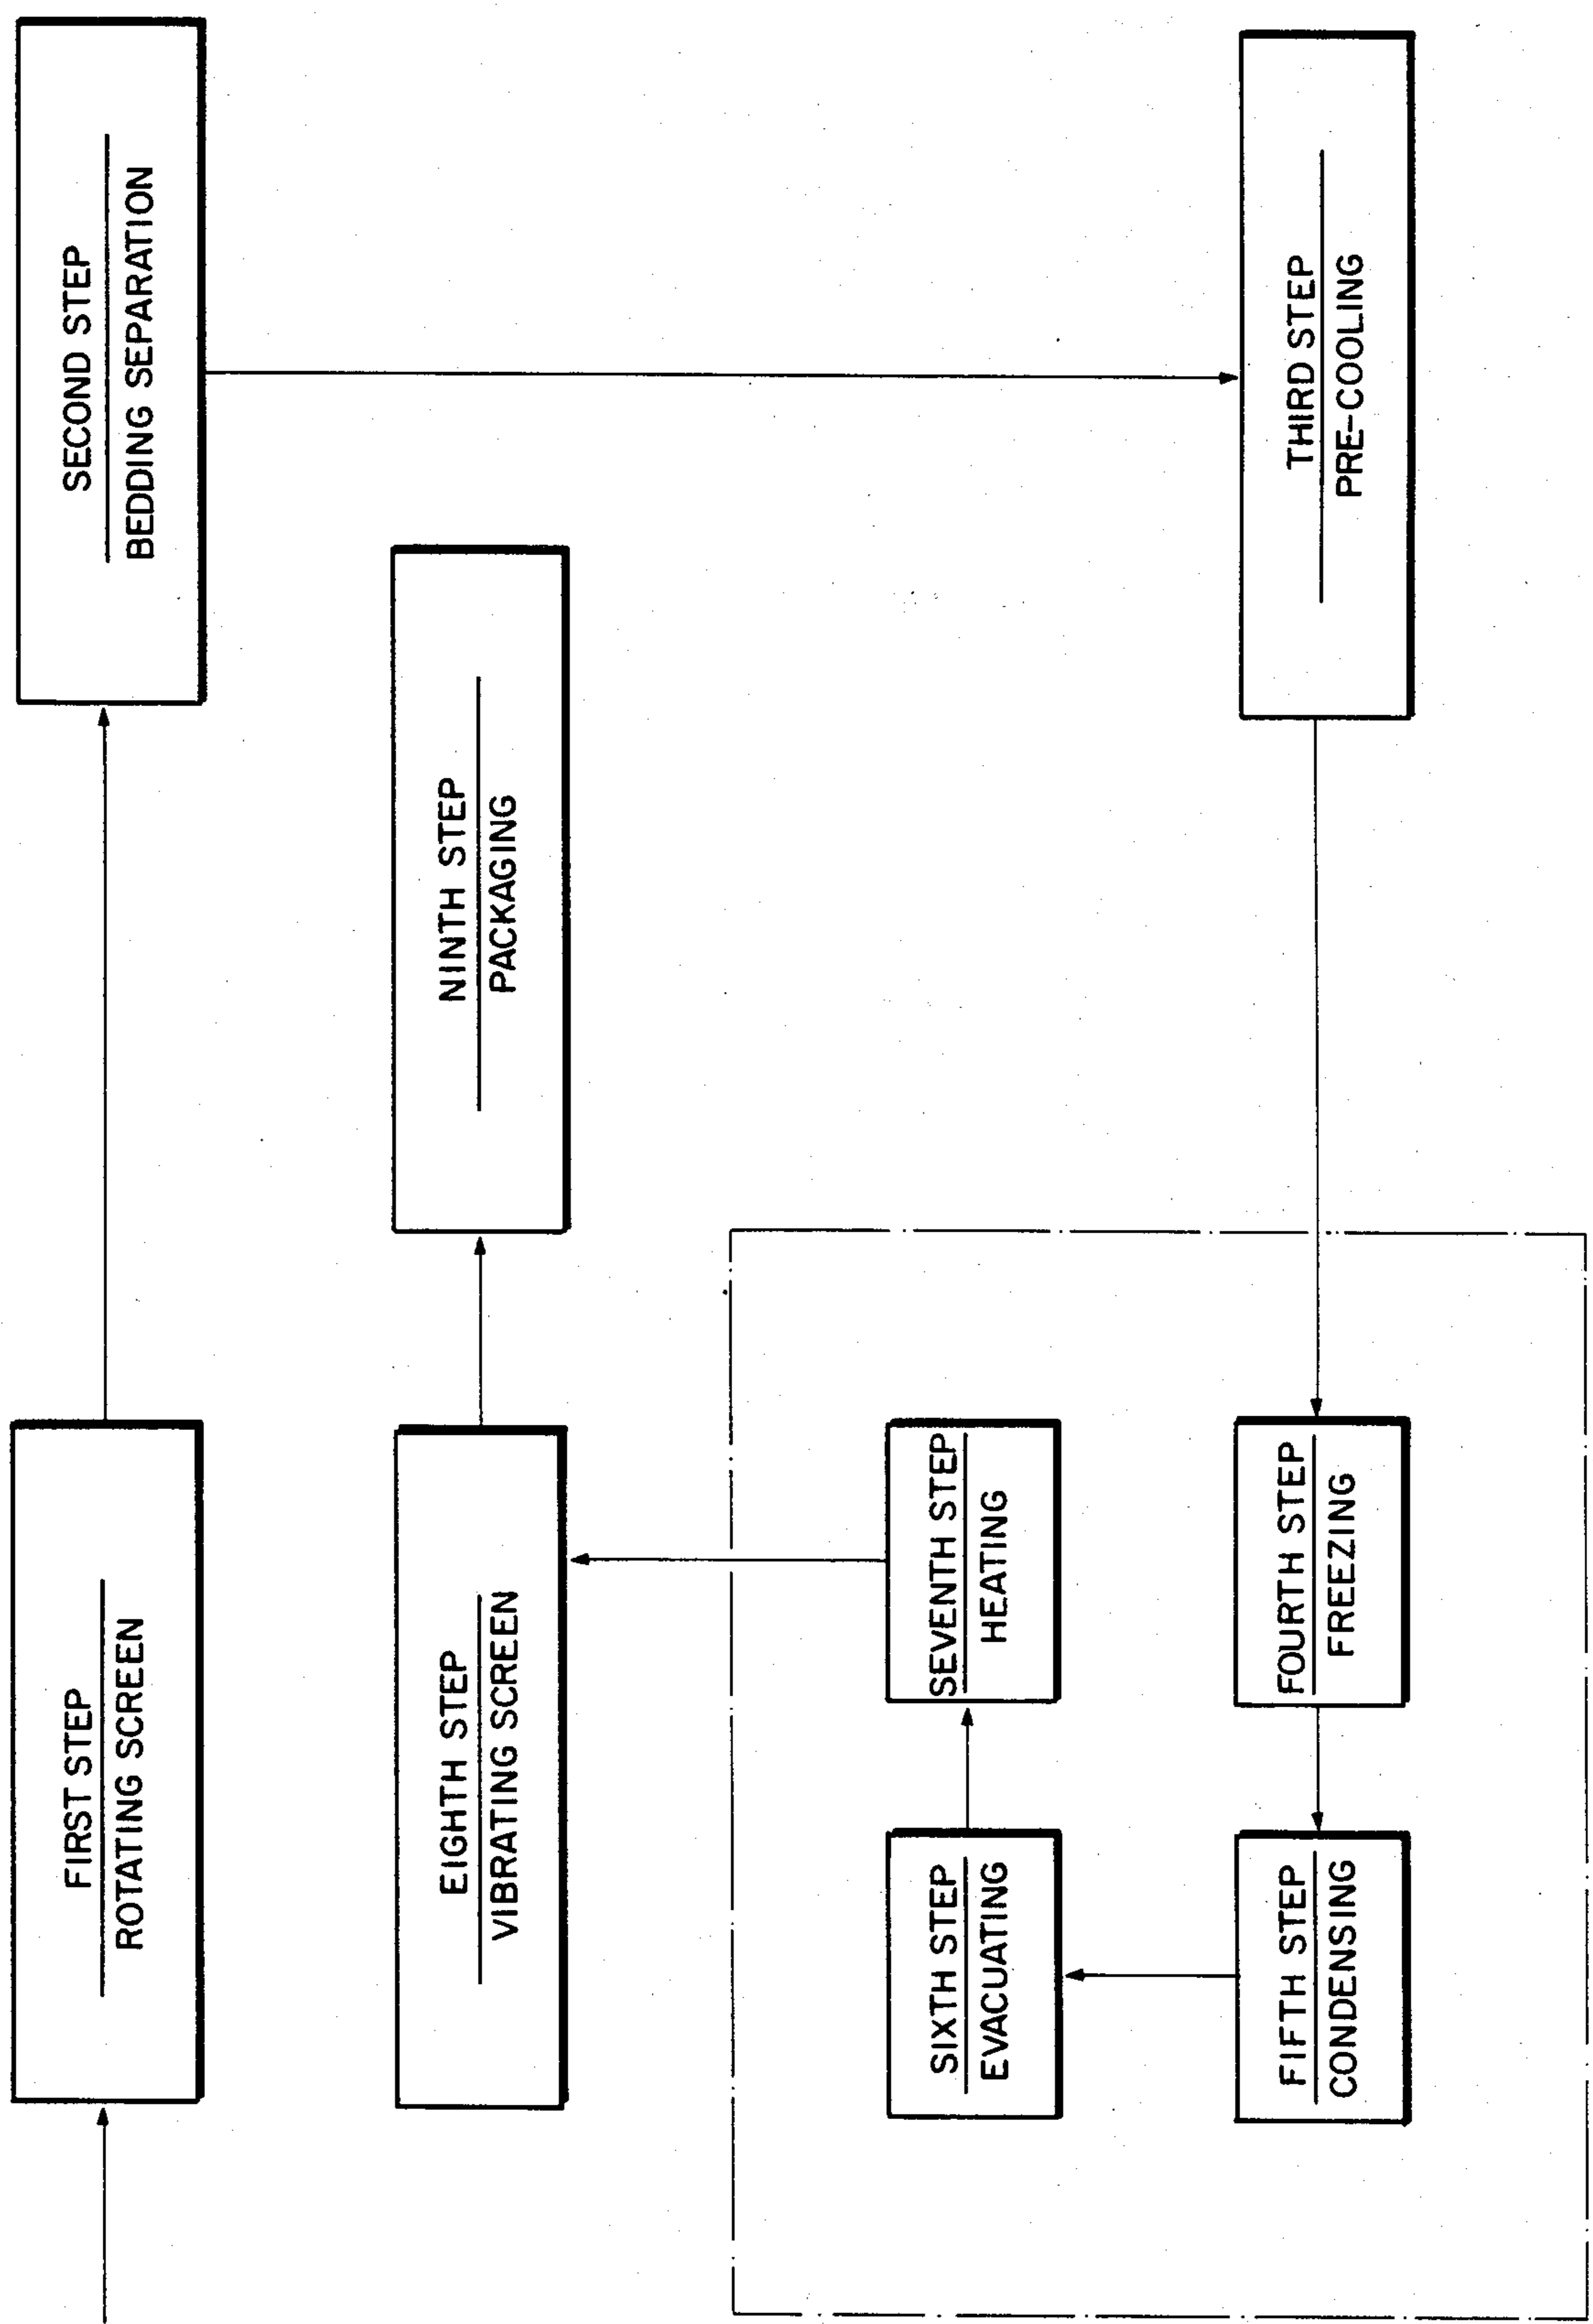 FIRST STEP
ROTATING SCREEN
SECOND STEP
BEDDING SEPARATION
EIGHTH STEP
VIBRATING SCREEN
NINTH STEP
PACKAGING
SIXTH STEP
EVACUATING
SEVENTH STEP
HEATING
FIFTH STEP
CONDENSING
FOURTH STEP
FREEZING
THIRD STEP
PRE-COOLING